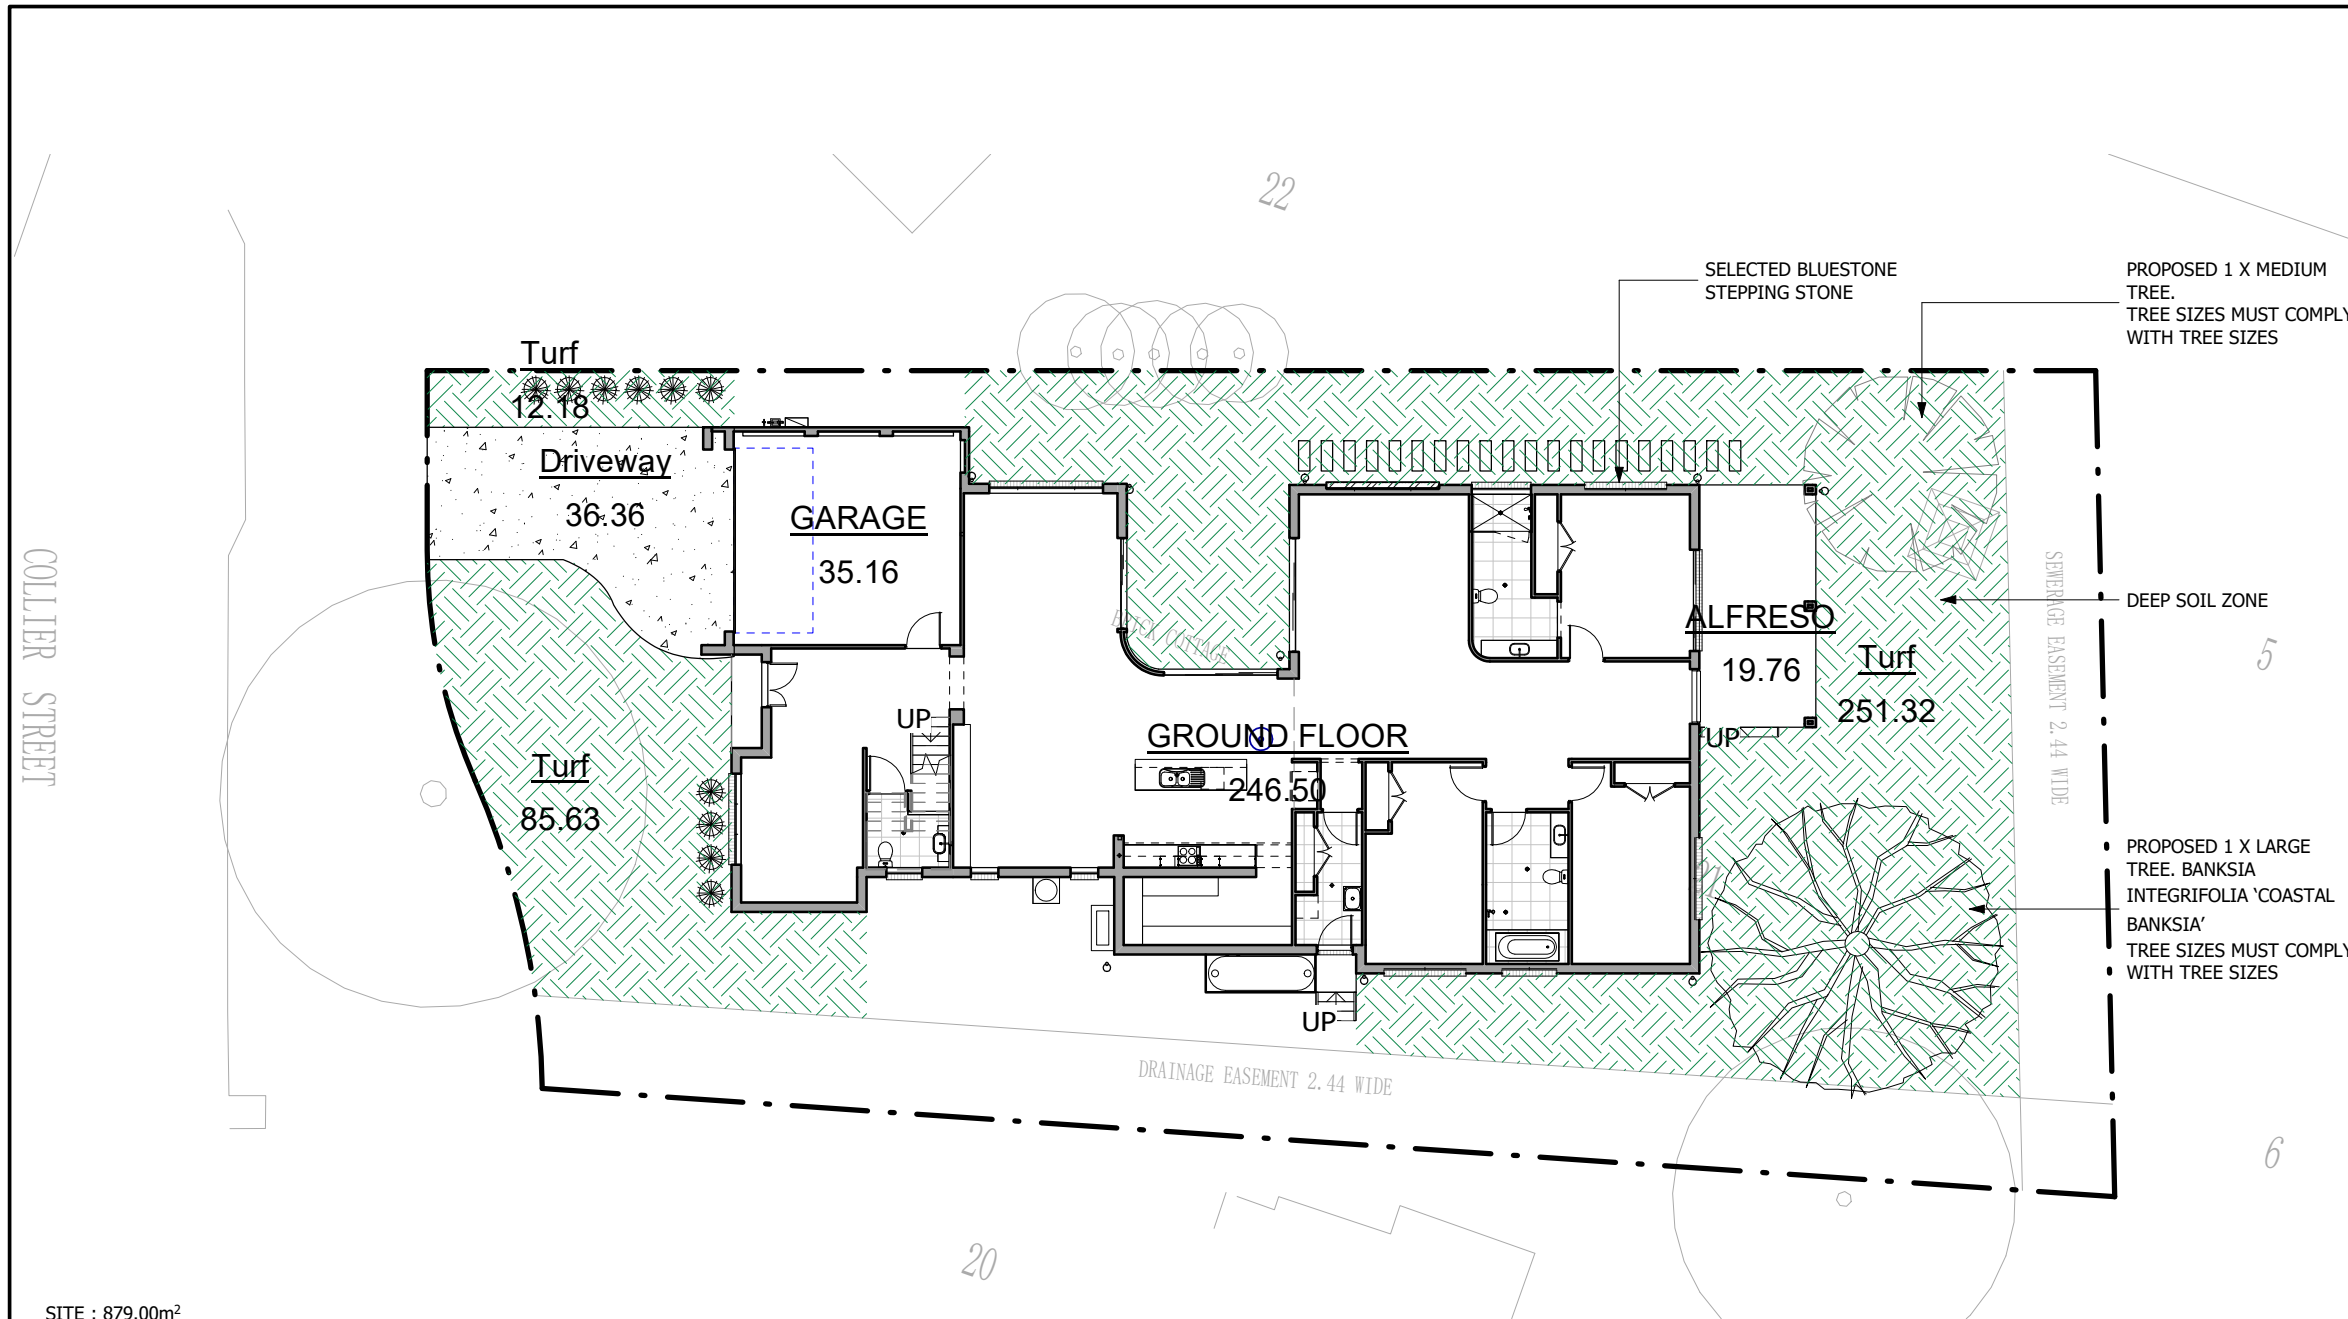 22
SELECTED BLUESTONE
STEPPING STONE
PROPOSED 1 X MEDIUM
TREE.
TREE SIZES MUST COMPLY
WITH TREE SIZES
Turf
12.18
Driveway
36.36
GARAGE
35.16
COLLIER STREET
BRICK COTTAGE
SEWERAGE EASEMENT 2.44 WIDE
DEEP SOIL ZONE
ALFRESO
19.76
5
Turf
251.32
UP
GROUND FLOOR
246.50
UP
Turf
85.63
PROPOSED 1 X LARGE
TREE. BANKSIA
INTEGRIFOLIA ‘COASTAL
BANKSIA’
TREE SIZES MUST COMPLY
WITH TREE SIZES
21
UP
DRAINAGE EASEMENT 2.44 WIDE
6
20
SITE : 879.00m²